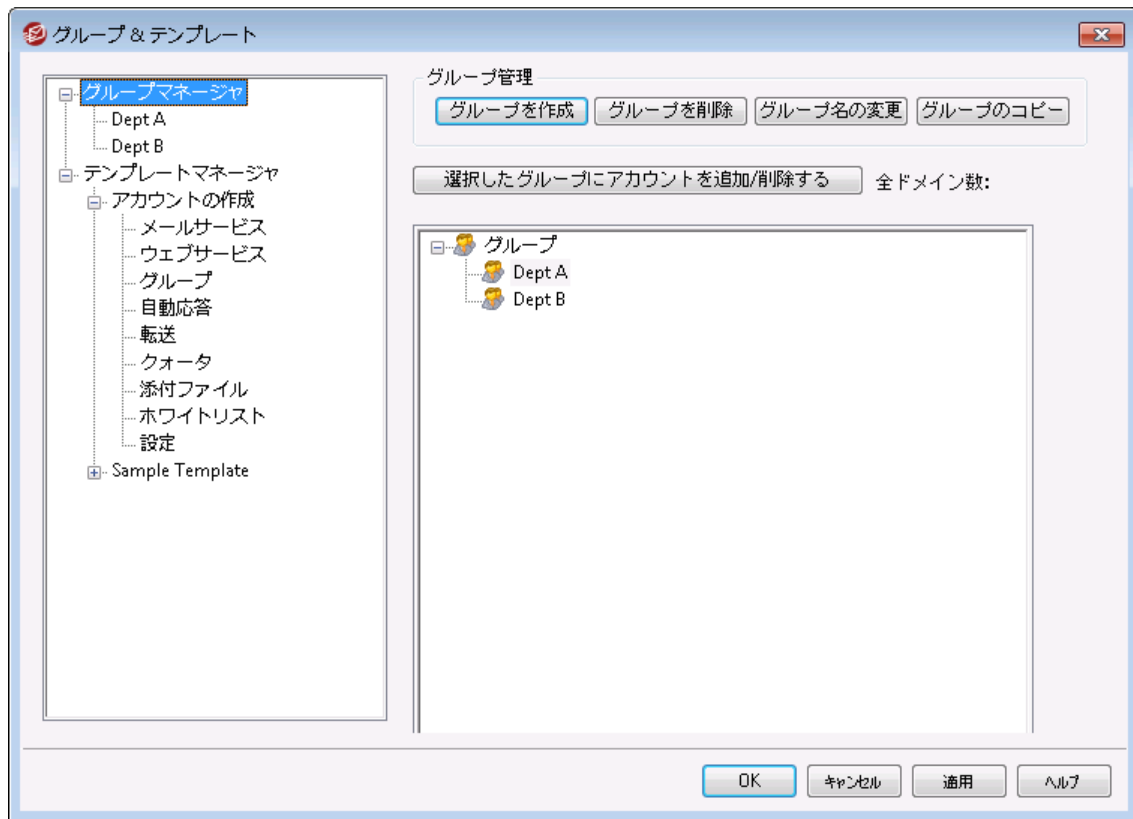 グループ & テンプレート
グループマネージャ
Dept A
Dept B
テンプレートマネージャ
アカウントの作成
メールサービス
ウェブサービス
グループ
自動応答
転送
クォータ
添付ファイル
ホワイトリスト
設定
Sample Template
グループ管理
グループを作成 グループを削除 グループ名の変更 グループのコピー
選択したグループにアカウントを追加/削除する 全ドメイン数:
グループ
Dept A
Dept B
OK キャンセル 適用 ヘルプ